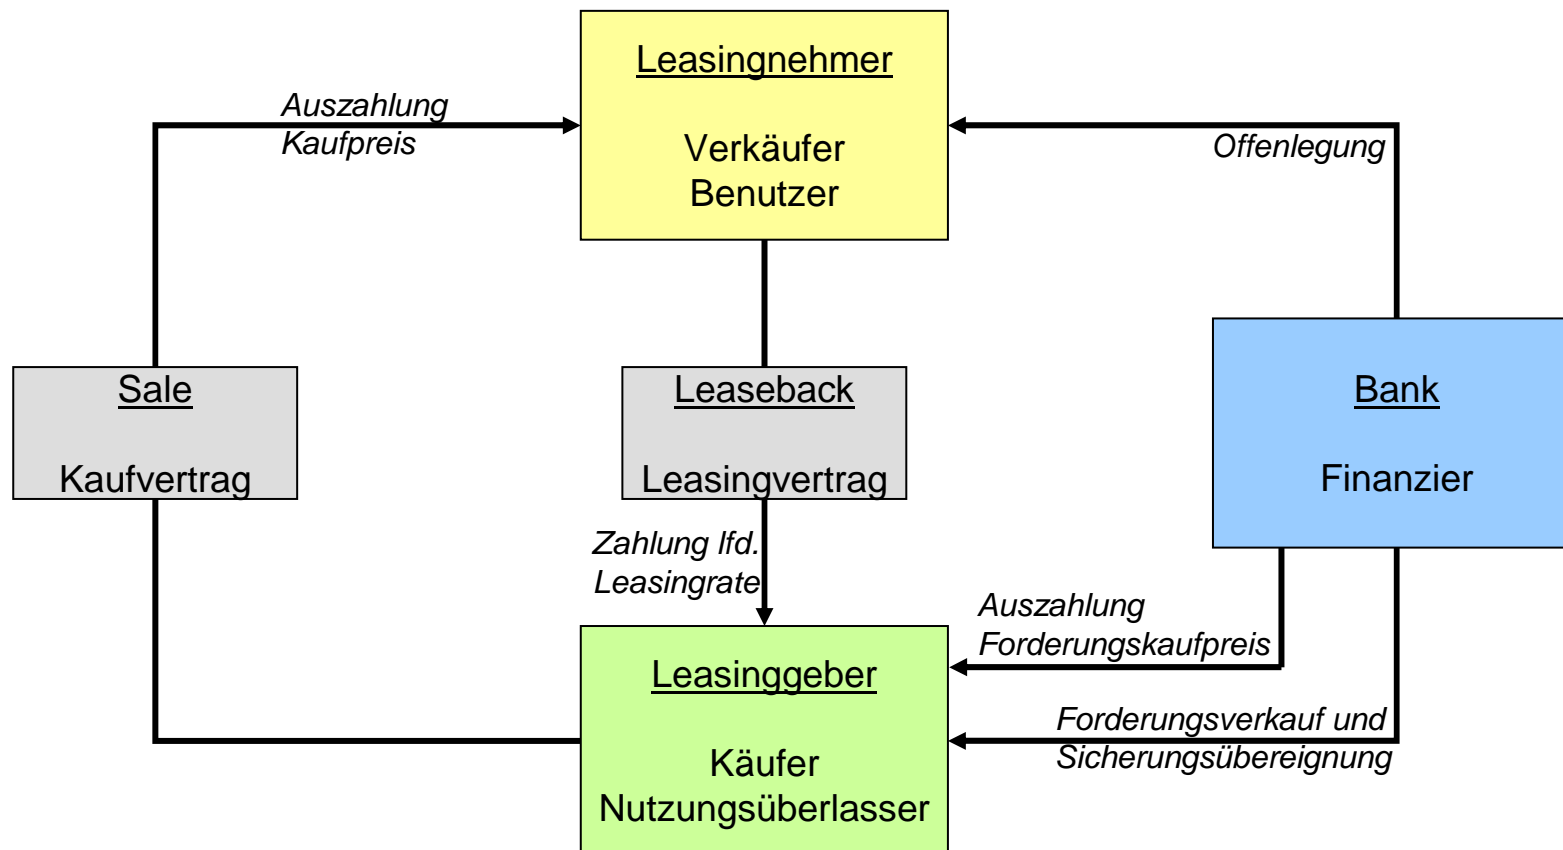 Leasingnehmer
Verkäufer
Benutzer
Auszahlung
Kaufpreis
Offenlegung
Sale
Kaufvertrag
Leaseback
Leasingvertrag
Bank
Finanzier
Zahlung lfd.
Leasingrate
Auszahlung
Forderungskaufpreis
Leasinggeber
Käufer
Nutzungsüberlasser
Forderungsverkauf und
Sicherungsübereignung